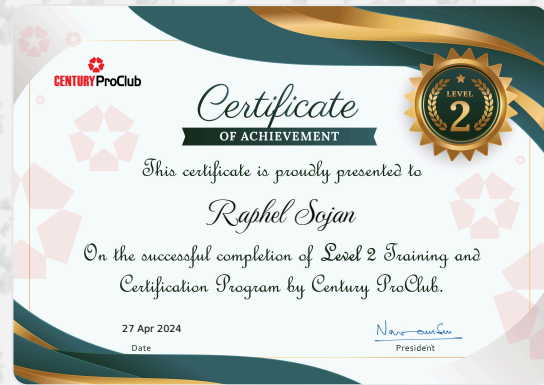 CENTURY ProClub
LEVEL
2
Certificate
OF ACHIEVEMENT
This certificate is proudly presented to
Raphel Sojan
On the successful completion of Level 2 Training and
Certification Program by Century ProClub.
27 Apr 2024
Date
President